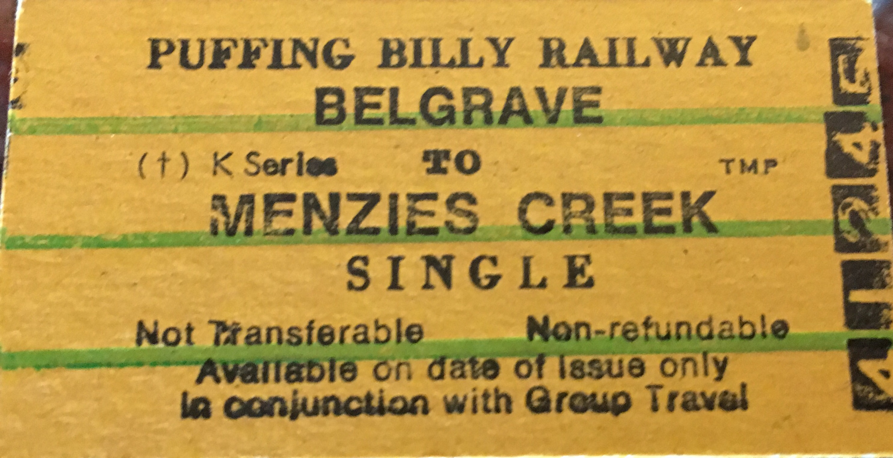 PUFFING BILLY RAILWAY
BELGRAVE
(†) K Series TO TMP
MENZIES CREEK
SINGLE
Not Transferable Non-refundable
Available on date of issue only
in conjunction with Group Travel